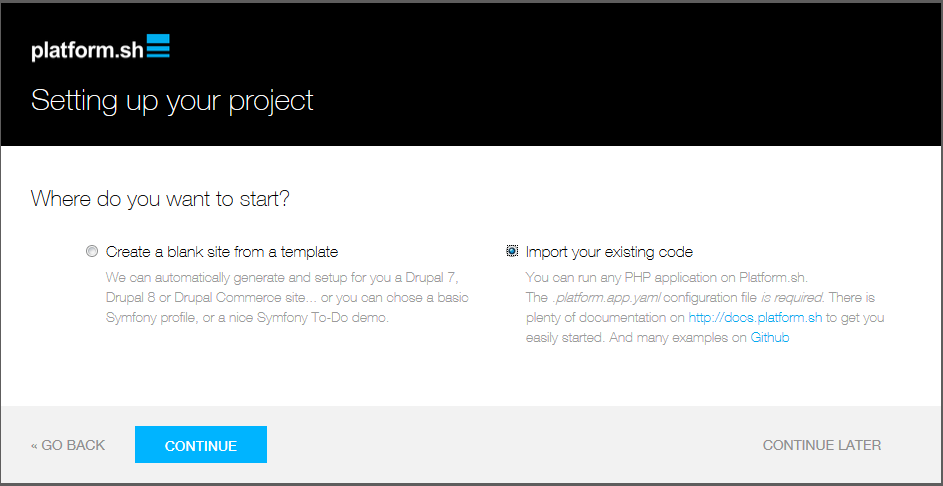 platform.sh
Setting up your project
Where do you want to start?
Create a blank site from a template
We can automatically generate and setup for you a Drupal 7,
Drupal 8 or Drupal Commerce site... or you can chose a basic
Symfony profile, or a nice Symfony To-Do demo.
Import your existing code
You can run any PHP application on Platform.sh.
The .platform.app.yaml configuration file is required. There is
plenty of documentation on http://docs.platform.sh to get you
easily started. And many examples on Github
« GO BACK
CONTINUE
CONTINUE LATER